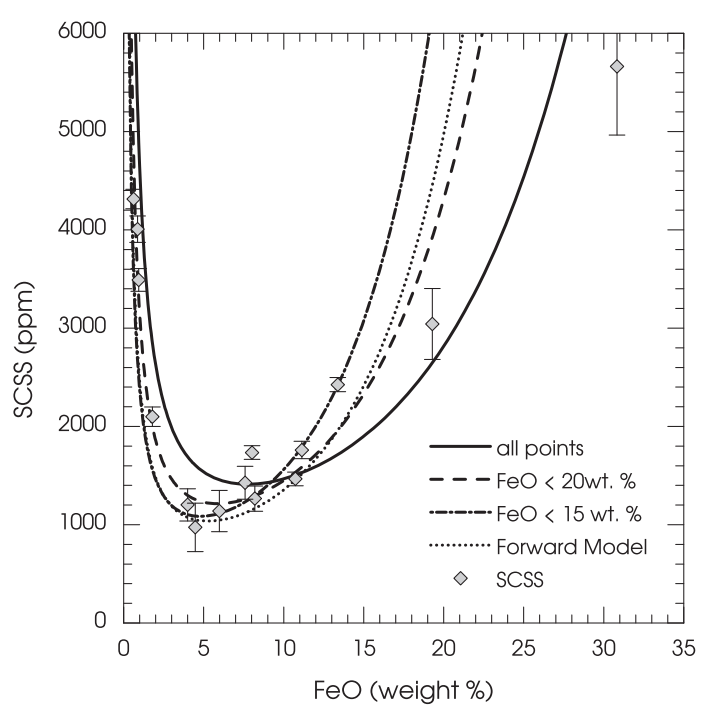 6000
5000
4000
3000
2000
1000
0
SCSS (ppm)
all points
FeO < 20wt. %
FeO < 15 wt. %
Forward Model
SCSS
0 5 10 15 20 25 30 35
FeO (weight %)